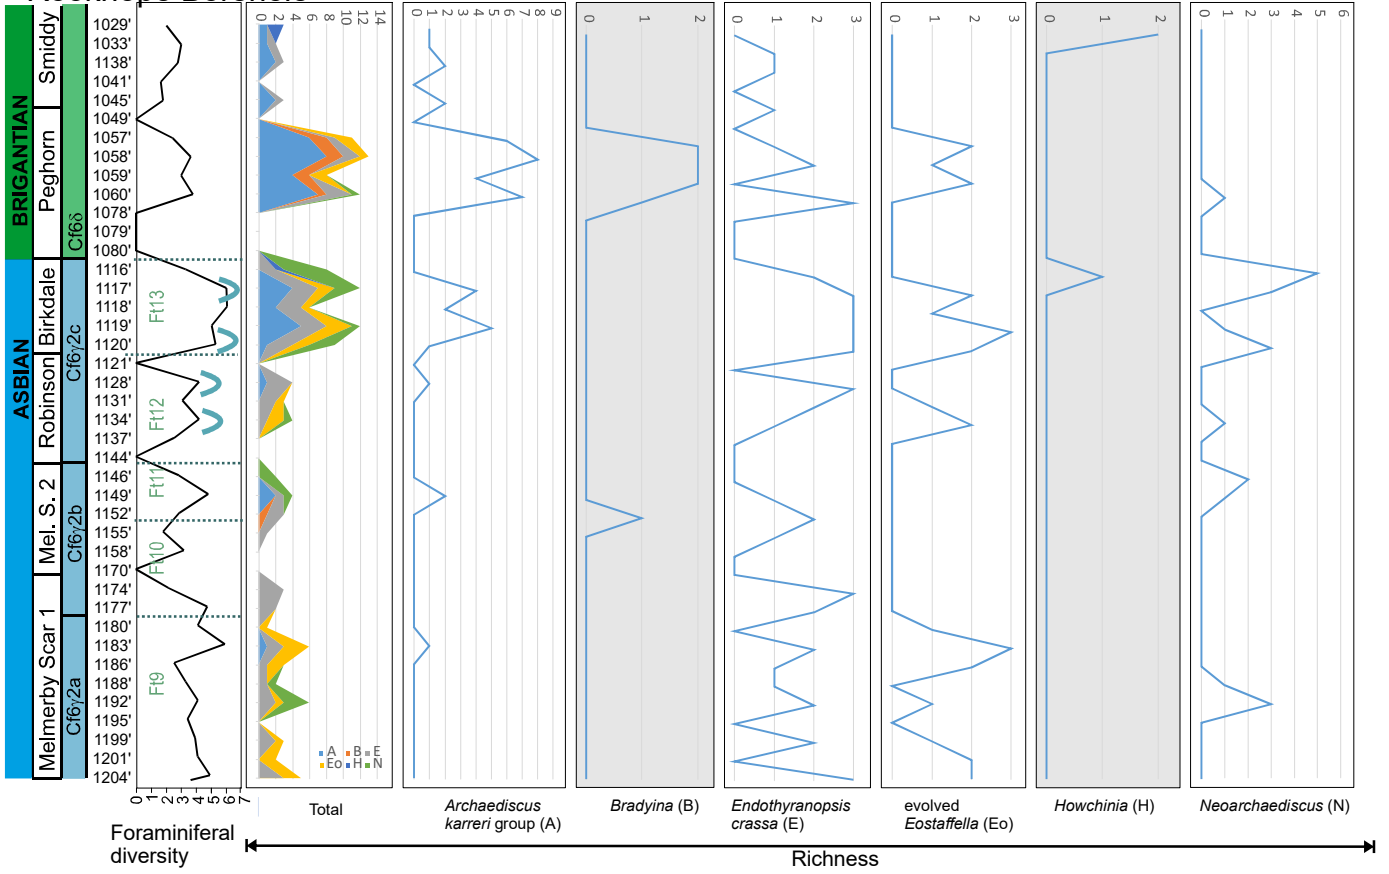 0 2 4 6 8 10 12 14
0 1 2 3 4 5 6 7 8 9
0 1 2
0 1 2 3
0 1 2 3
0 1 2
0 1 2 3 4 5 6
BRIGANTIAN
ASBIAN
Smiddy
Peghorn
Birkdale
Robinson
Mel. S. 2
Melmerby Scar 1
Cf6δ
Cf6γ2c
Cf6γ2b
Cf6γ2a
1029'
1033'
1138'
1041'
1045'
1049'
1057'
1058'
1059'
1060'
1078'
1079'
1080'
1116'
1117'
1118'
1119'
1120'
1121'
1128'
1131'
1134'
1137'
1144'
1146'
1149'
1152'
1155'
1158'
1170'
1174'
1177'
1180'
1183'
1186'
1188'
1192'
1195'
1199'
1201'
1204'
Ft13
Ft12
Ft11
Ft10
Ft9
A B E
Eo H N
0 1 2 3 4 5 6 7
Foraminiferal
diversity
Total
Archaediscus
karreri group (A)
Bradyina (B)
Endothyranopsis
crassa (E)
evolved
Eostaffella (Eo)
Howchinia (H)
Neoarchaediscus (N)
Richness